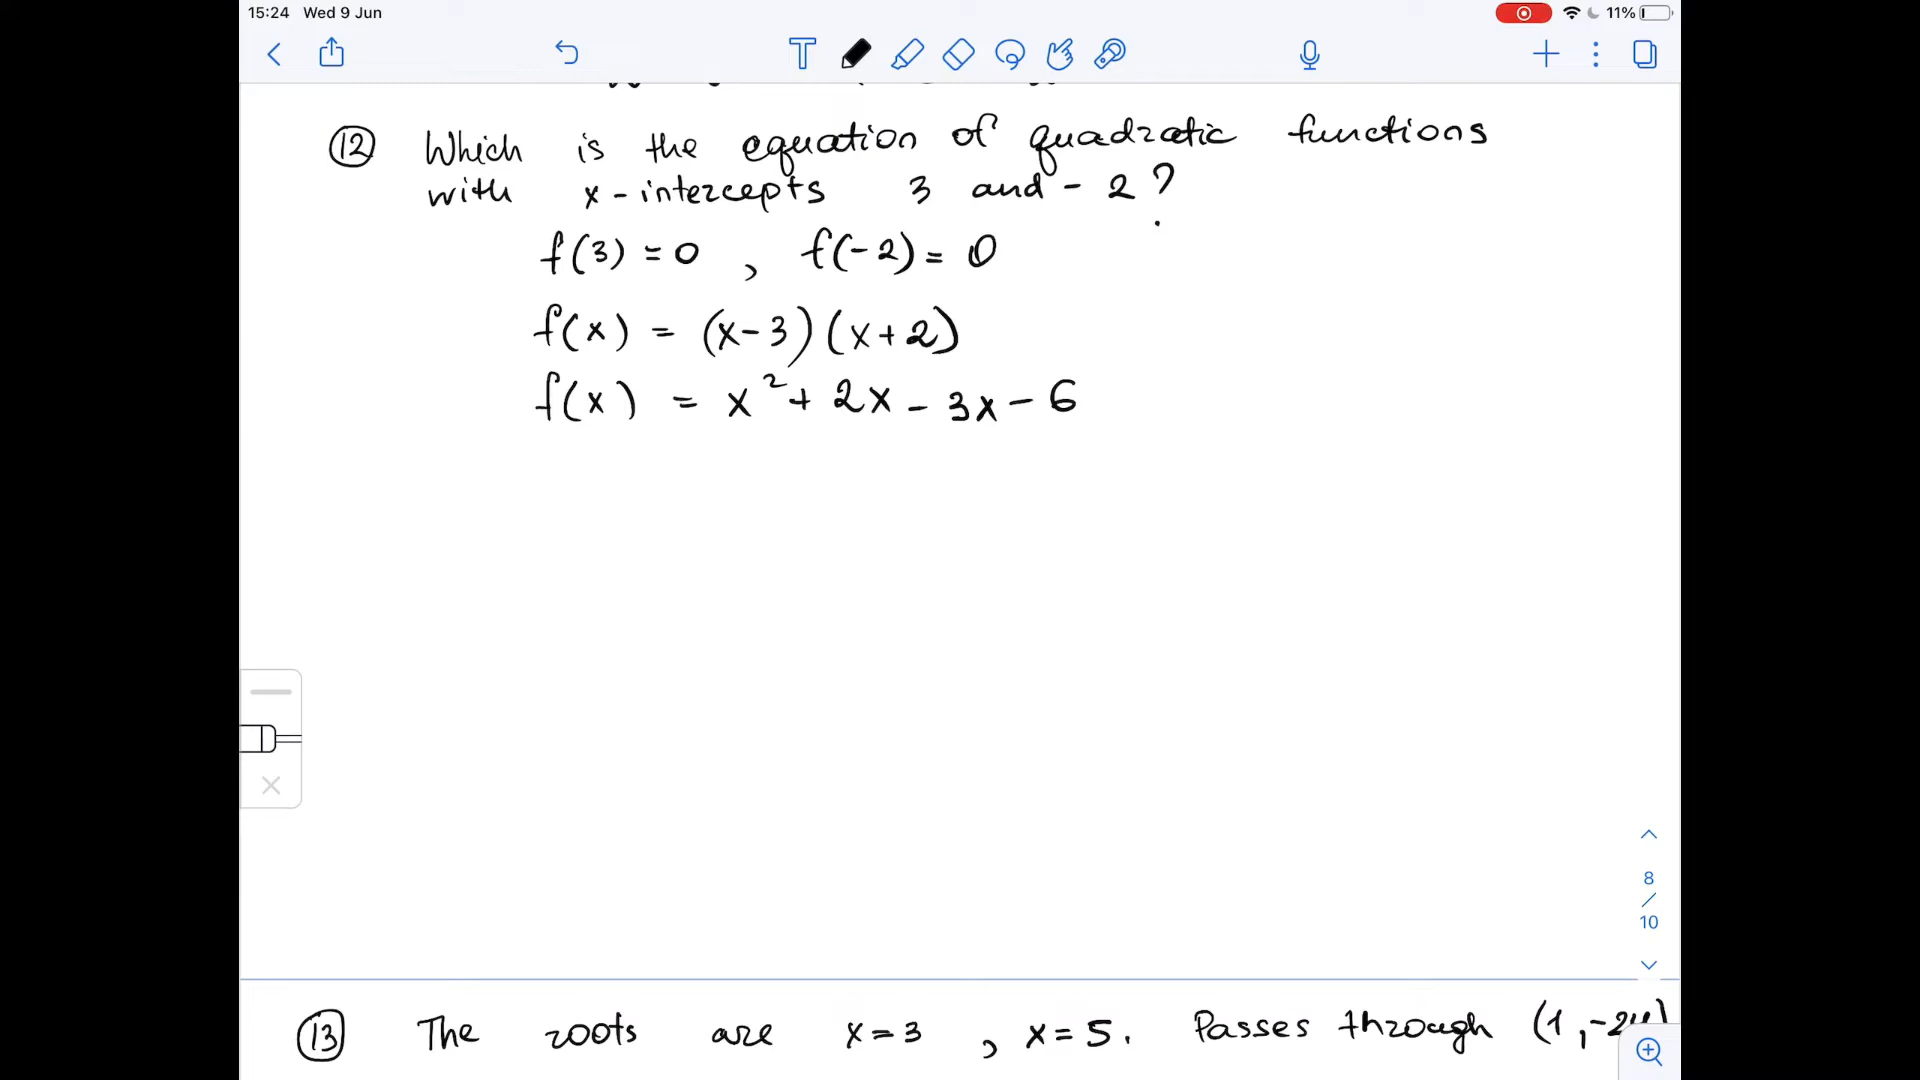 15:24 Wed 9 Jun
11%
T
12 Which is the equation of quadratic functions
with x-intercepts 3 and -2?
f(3) = 0 , f(-2) = 0
f(x) = (x-3)(x+2)
f(x) = x² + 2x - 3x - 6
8
/
10
13 The roots are x=3 , x=5. Passes through (1,-24)